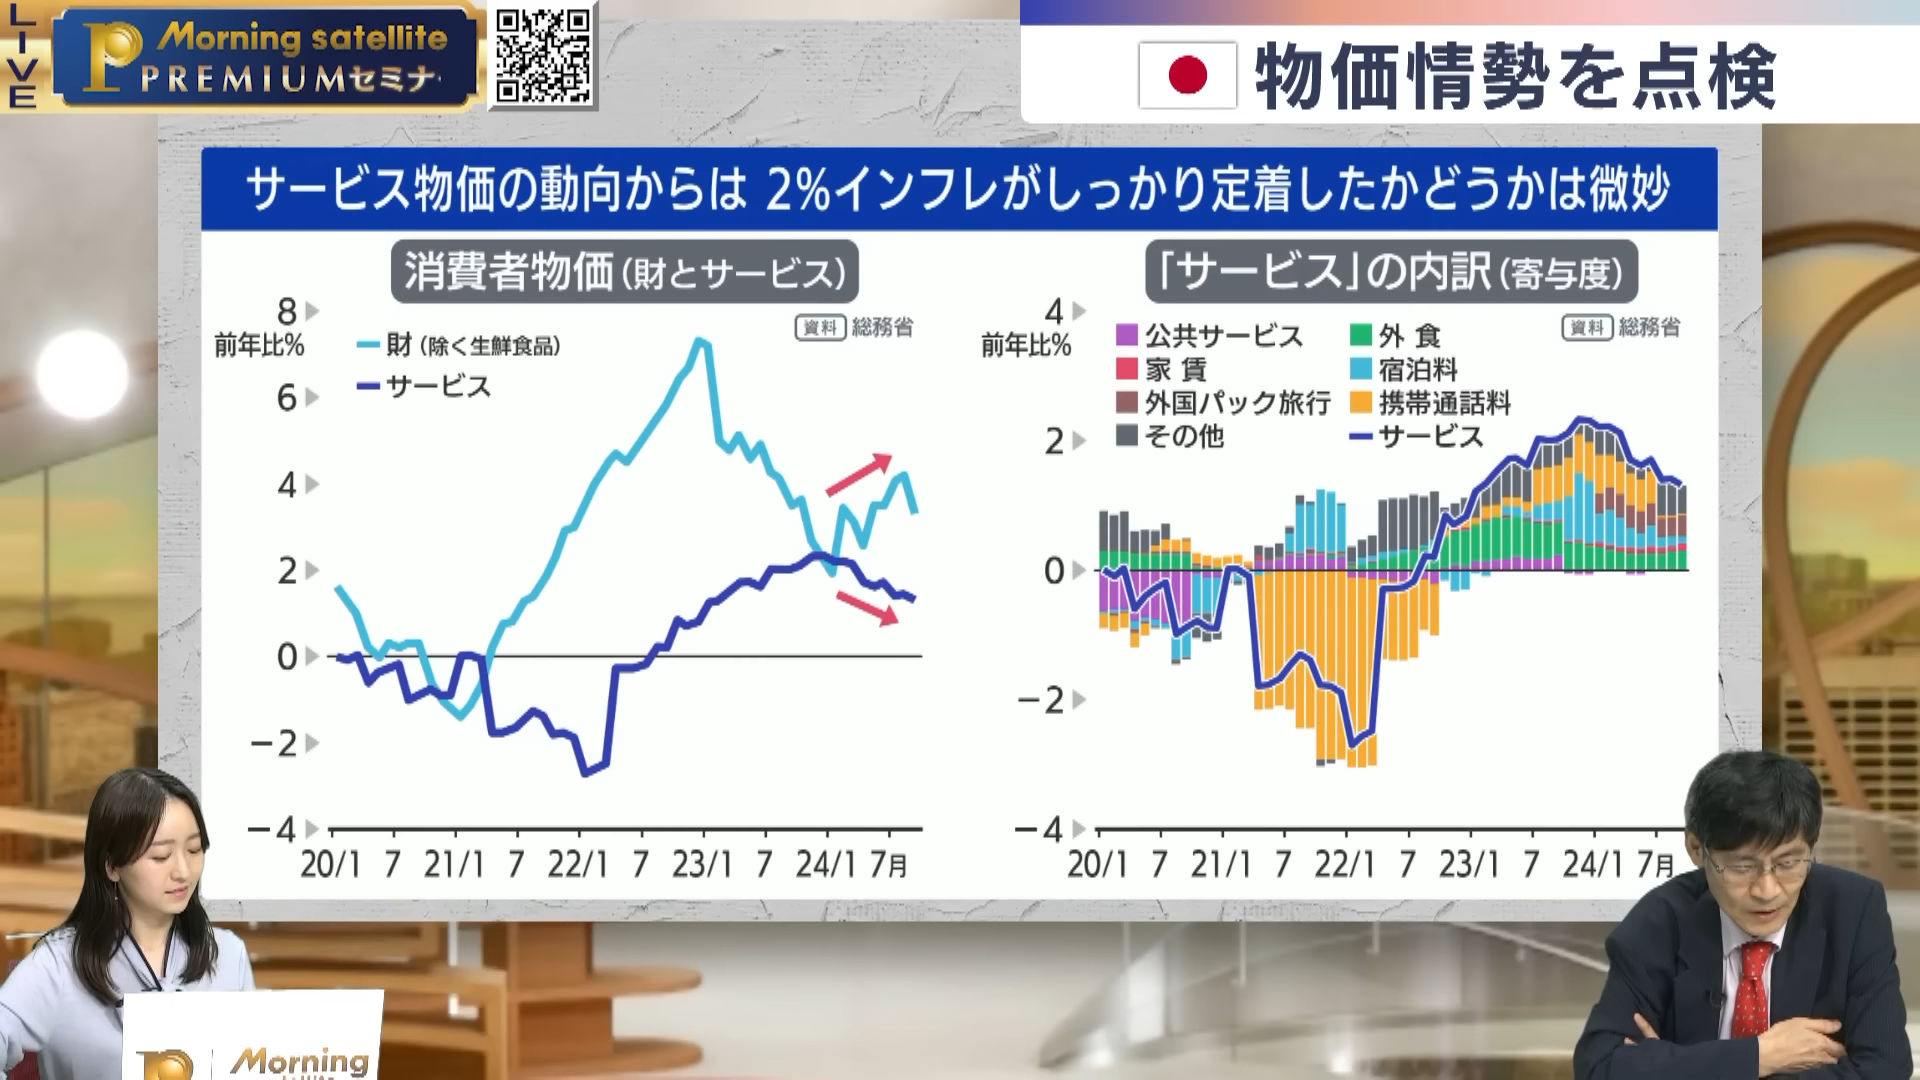 LIVE
Morning satellite
PREMIUMセミナ
物価情勢を点検
サービス物価の動向からは 2%インフレがしっかり定着したかどうかは微妙
消費者物価(財とサービス)
資料 総務省
前年比%
財(除く生鮮食品)
サービス
8
6
4
2
0
-2
-4
20/1 7 21/1 7 22/1 7 23/1 7 24/1 7月
「サービス」の内訳(寄与度)
資料 総務省
前年比%
公共サービス
外 食
家 賃
宿泊料
外国パック旅行
携帯通話料
その他
サービス
4
2
0
-2
-4
20/1 7 21/1 7 22/1 7 23/1 7 24/1 7月
Morning